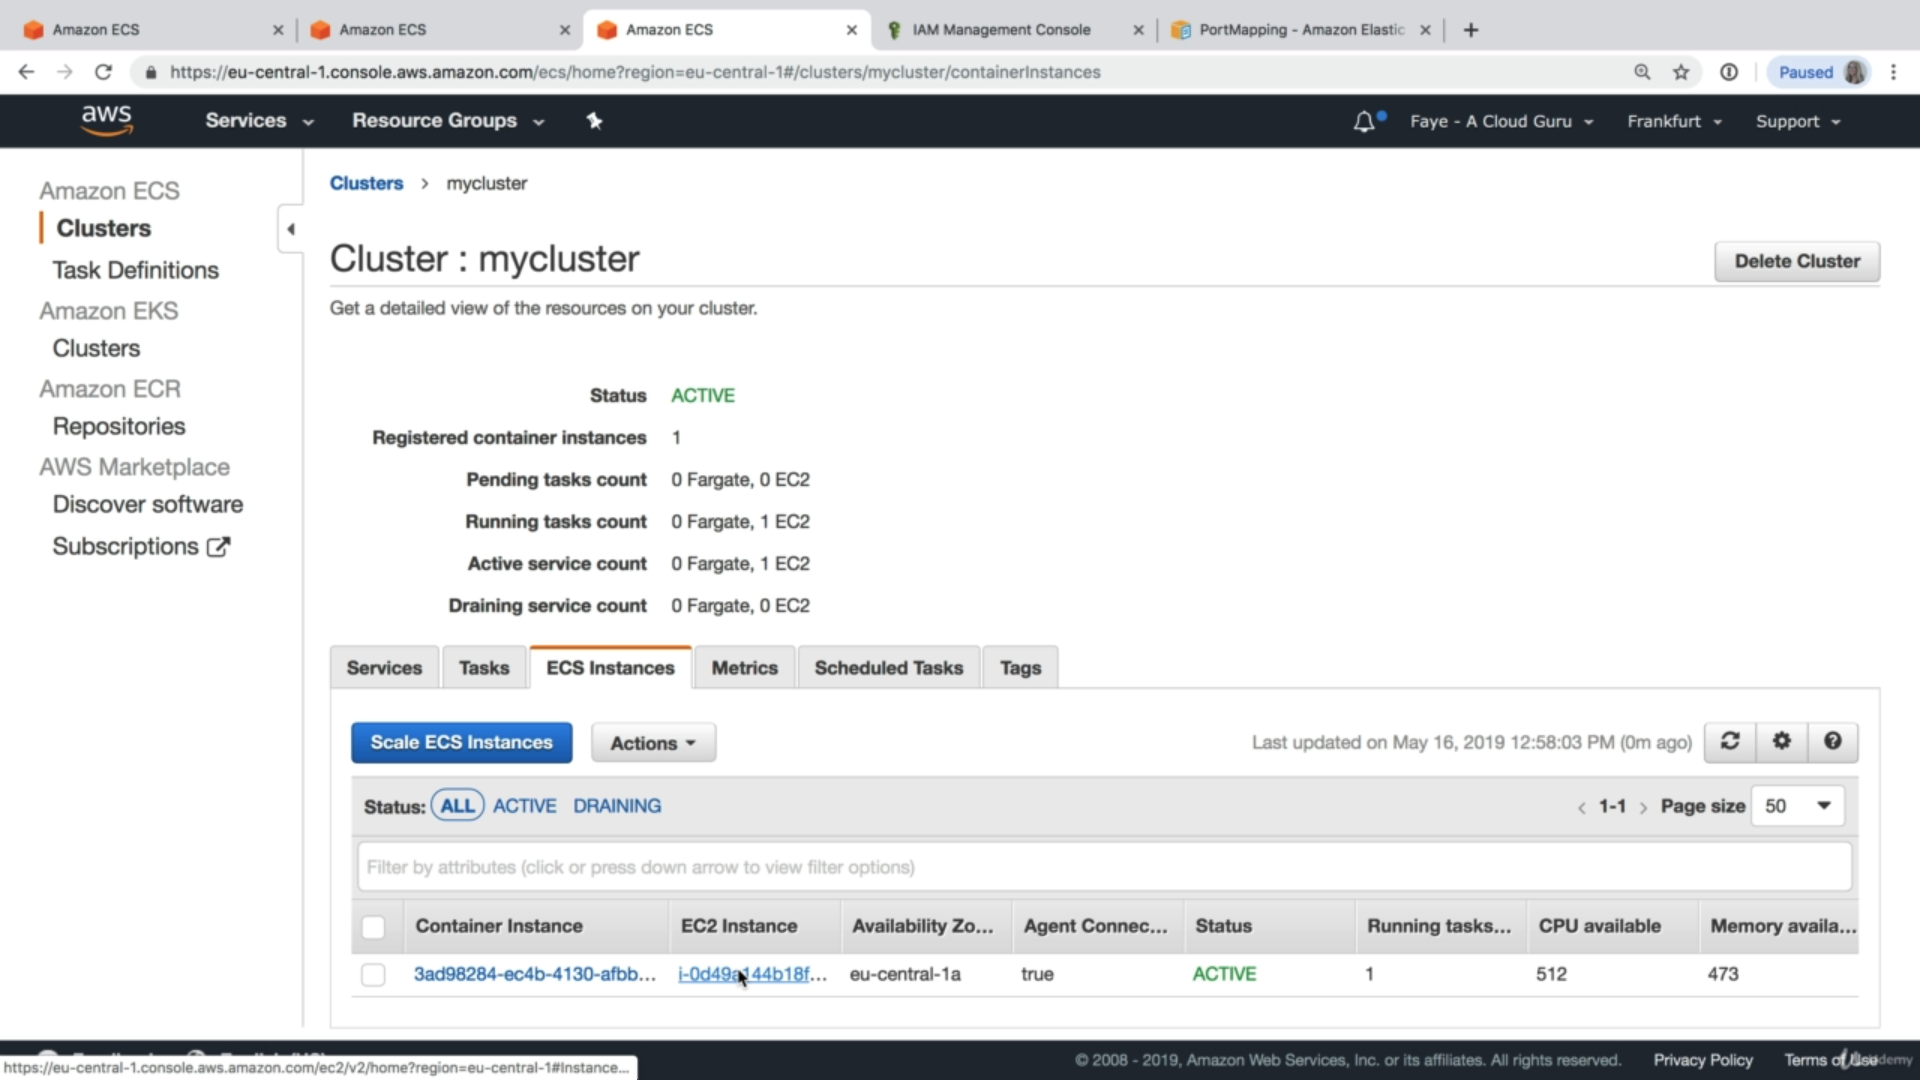 Amazon ECS
Amazon ECS
Amazon ECS
IAM Management Console
PortMapping - Amazon Elastic
https://eu-central-1.console.aws.amazon.com/ecs/home?region=eu-central-1#/clusters/mycluster/containerInstances
Paused
aws
Services
Resource Groups
Faye - A Cloud Guru
Frankfurt
Support
Amazon ECS
Clusters
Task Definitions
Amazon EKS
Clusters
Amazon ECR
Repositories
AWS Marketplace
Discover software
Subscriptions
Clusters > mycluster
Cluster : mycluster
Delete Cluster
Get a detailed view of the resources on your cluster.
Status ACTIVE
Registered container instances 1
Pending tasks count 0 Fargate, 0 EC2
Running tasks count 0 Fargate, 1 EC2
Active service count 0 Fargate, 1 EC2
Draining service count 0 Fargate, 0 EC2
Services
Tasks
ECS Instances
Metrics
Scheduled Tasks
Tags
Scale ECS Instances
Actions
Last updated on May 16, 2019 12:58:03 PM (0m ago)
Status: ALL ACTIVE DRAINING
< 1-1 > Page size 50
Filter by attributes (click or press down arrow to view filter options)
Container Instance EC2 Instance Availability Zo... Agent Connec... Status Running tasks... CPU available Memory availa...
3ad98284-ec4b-4130-afbb... i-0d49a144b18f... eu-central-1a true ACTIVE 1 512 473
https://eu-central-1.console.aws.amazon.com/ec2/v2/home?region=eu-central-1#Instance...
© 2008 - 2019, Amazon Web Services, Inc. or its affiliates. All rights reserved.
Privacy Policy
Terms of Use